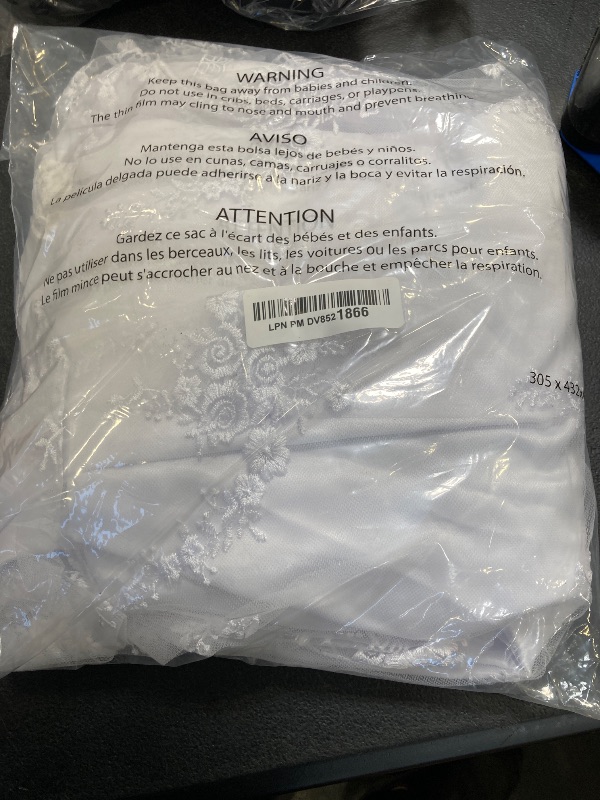 WARNING
Keep this bag away from babies and children.
Do not use in cribs, beds, carriages, or playpens.
The thin film may cling to nose and mouth and prevent breathing
AVISO
Mantenga esta bolsa lejos de bebés y niños.
No lo use en cunas, camas, carruajes o corralitos.
La película delgada puede adherirse a la nariz y la boca y evitar la respiración.
ATTENTION
Gardez ce sac à l'écart des bébés et des enfants.
Ne pas utiliser dans les berceaux, les lits, les voitures ou les parcs pour enfants.
Le film mince peut s'accrocher au nez et à la bouche et empêcher la respiration.
LPN PM DV8521866
305 x 432